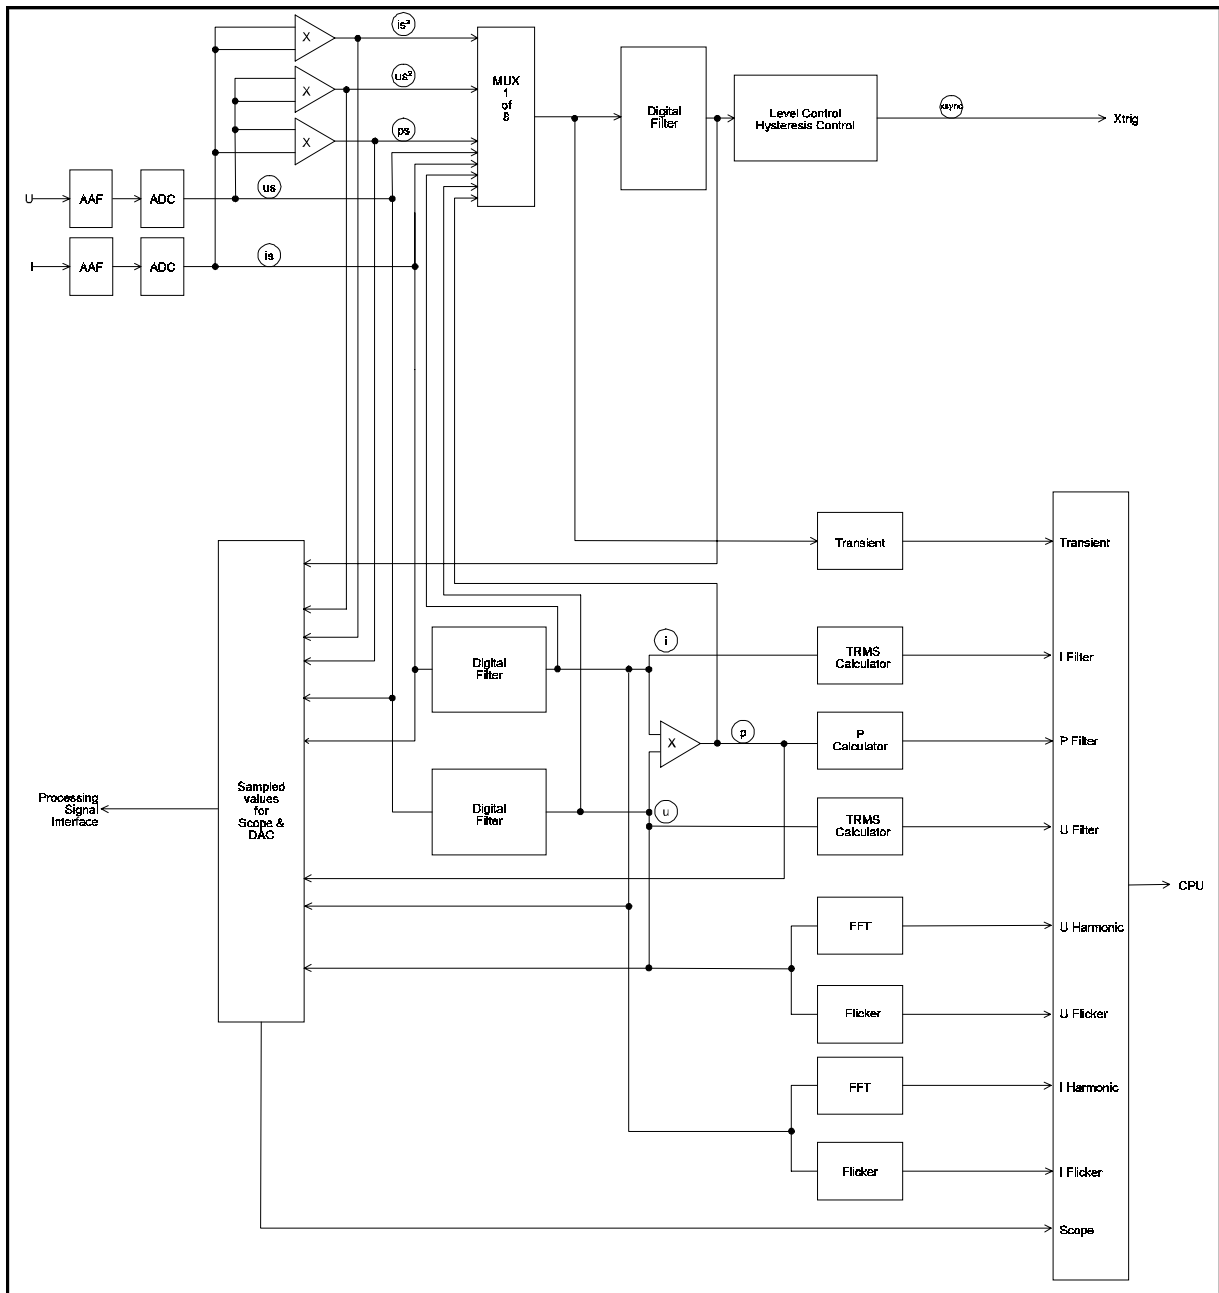 is²
X
MUX
1
of
8
us²
X
Digital
Filter
Level Control
Hysteresis Control
xsync
Xtrig
ps
X
us
U
AAF
ADC
is
I
AAF
ADC
Transient
Transient
i
TRMS
Calculator
I Filter
Digital
Filter
X
p
P
Calculator
P Filter
Processing
Signal
Interface
Sampled
values
for
Scope &
DAC
Digital
Filter
u
TRMS
Calculator
U Filter
CPU
FFT
U Harmonic
Flicker
U Flicker
FFT
I Harmonic
Flicker
I Flicker
Scope